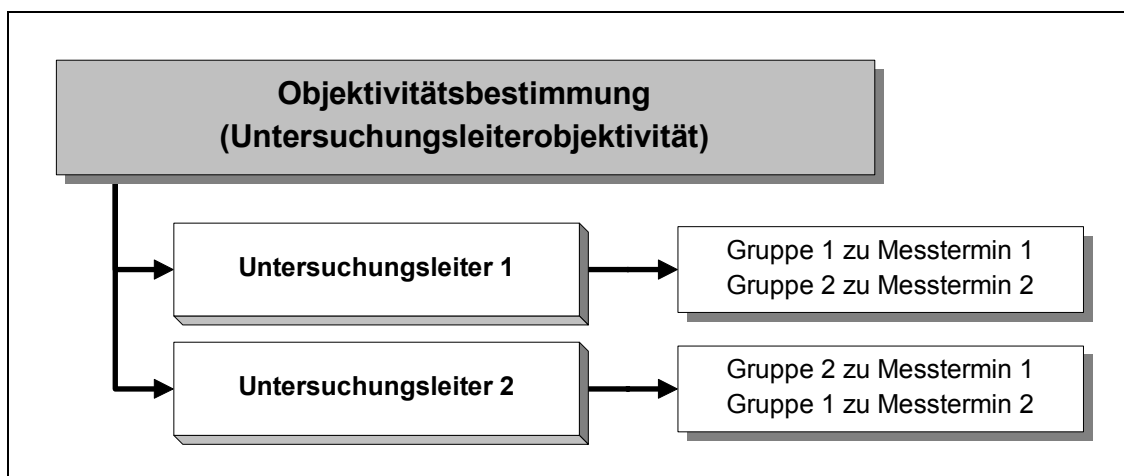 Objektivitätsbestimmung
(Untersuchungsleiterobjektivität)
Untersuchungsleiter 1
Gruppe 1 zu Messtermin 1
Gruppe 2 zu Messtermin 2
Untersuchungsleiter 2
Gruppe 2 zu Messtermin 1
Gruppe 1 zu Messtermin 2